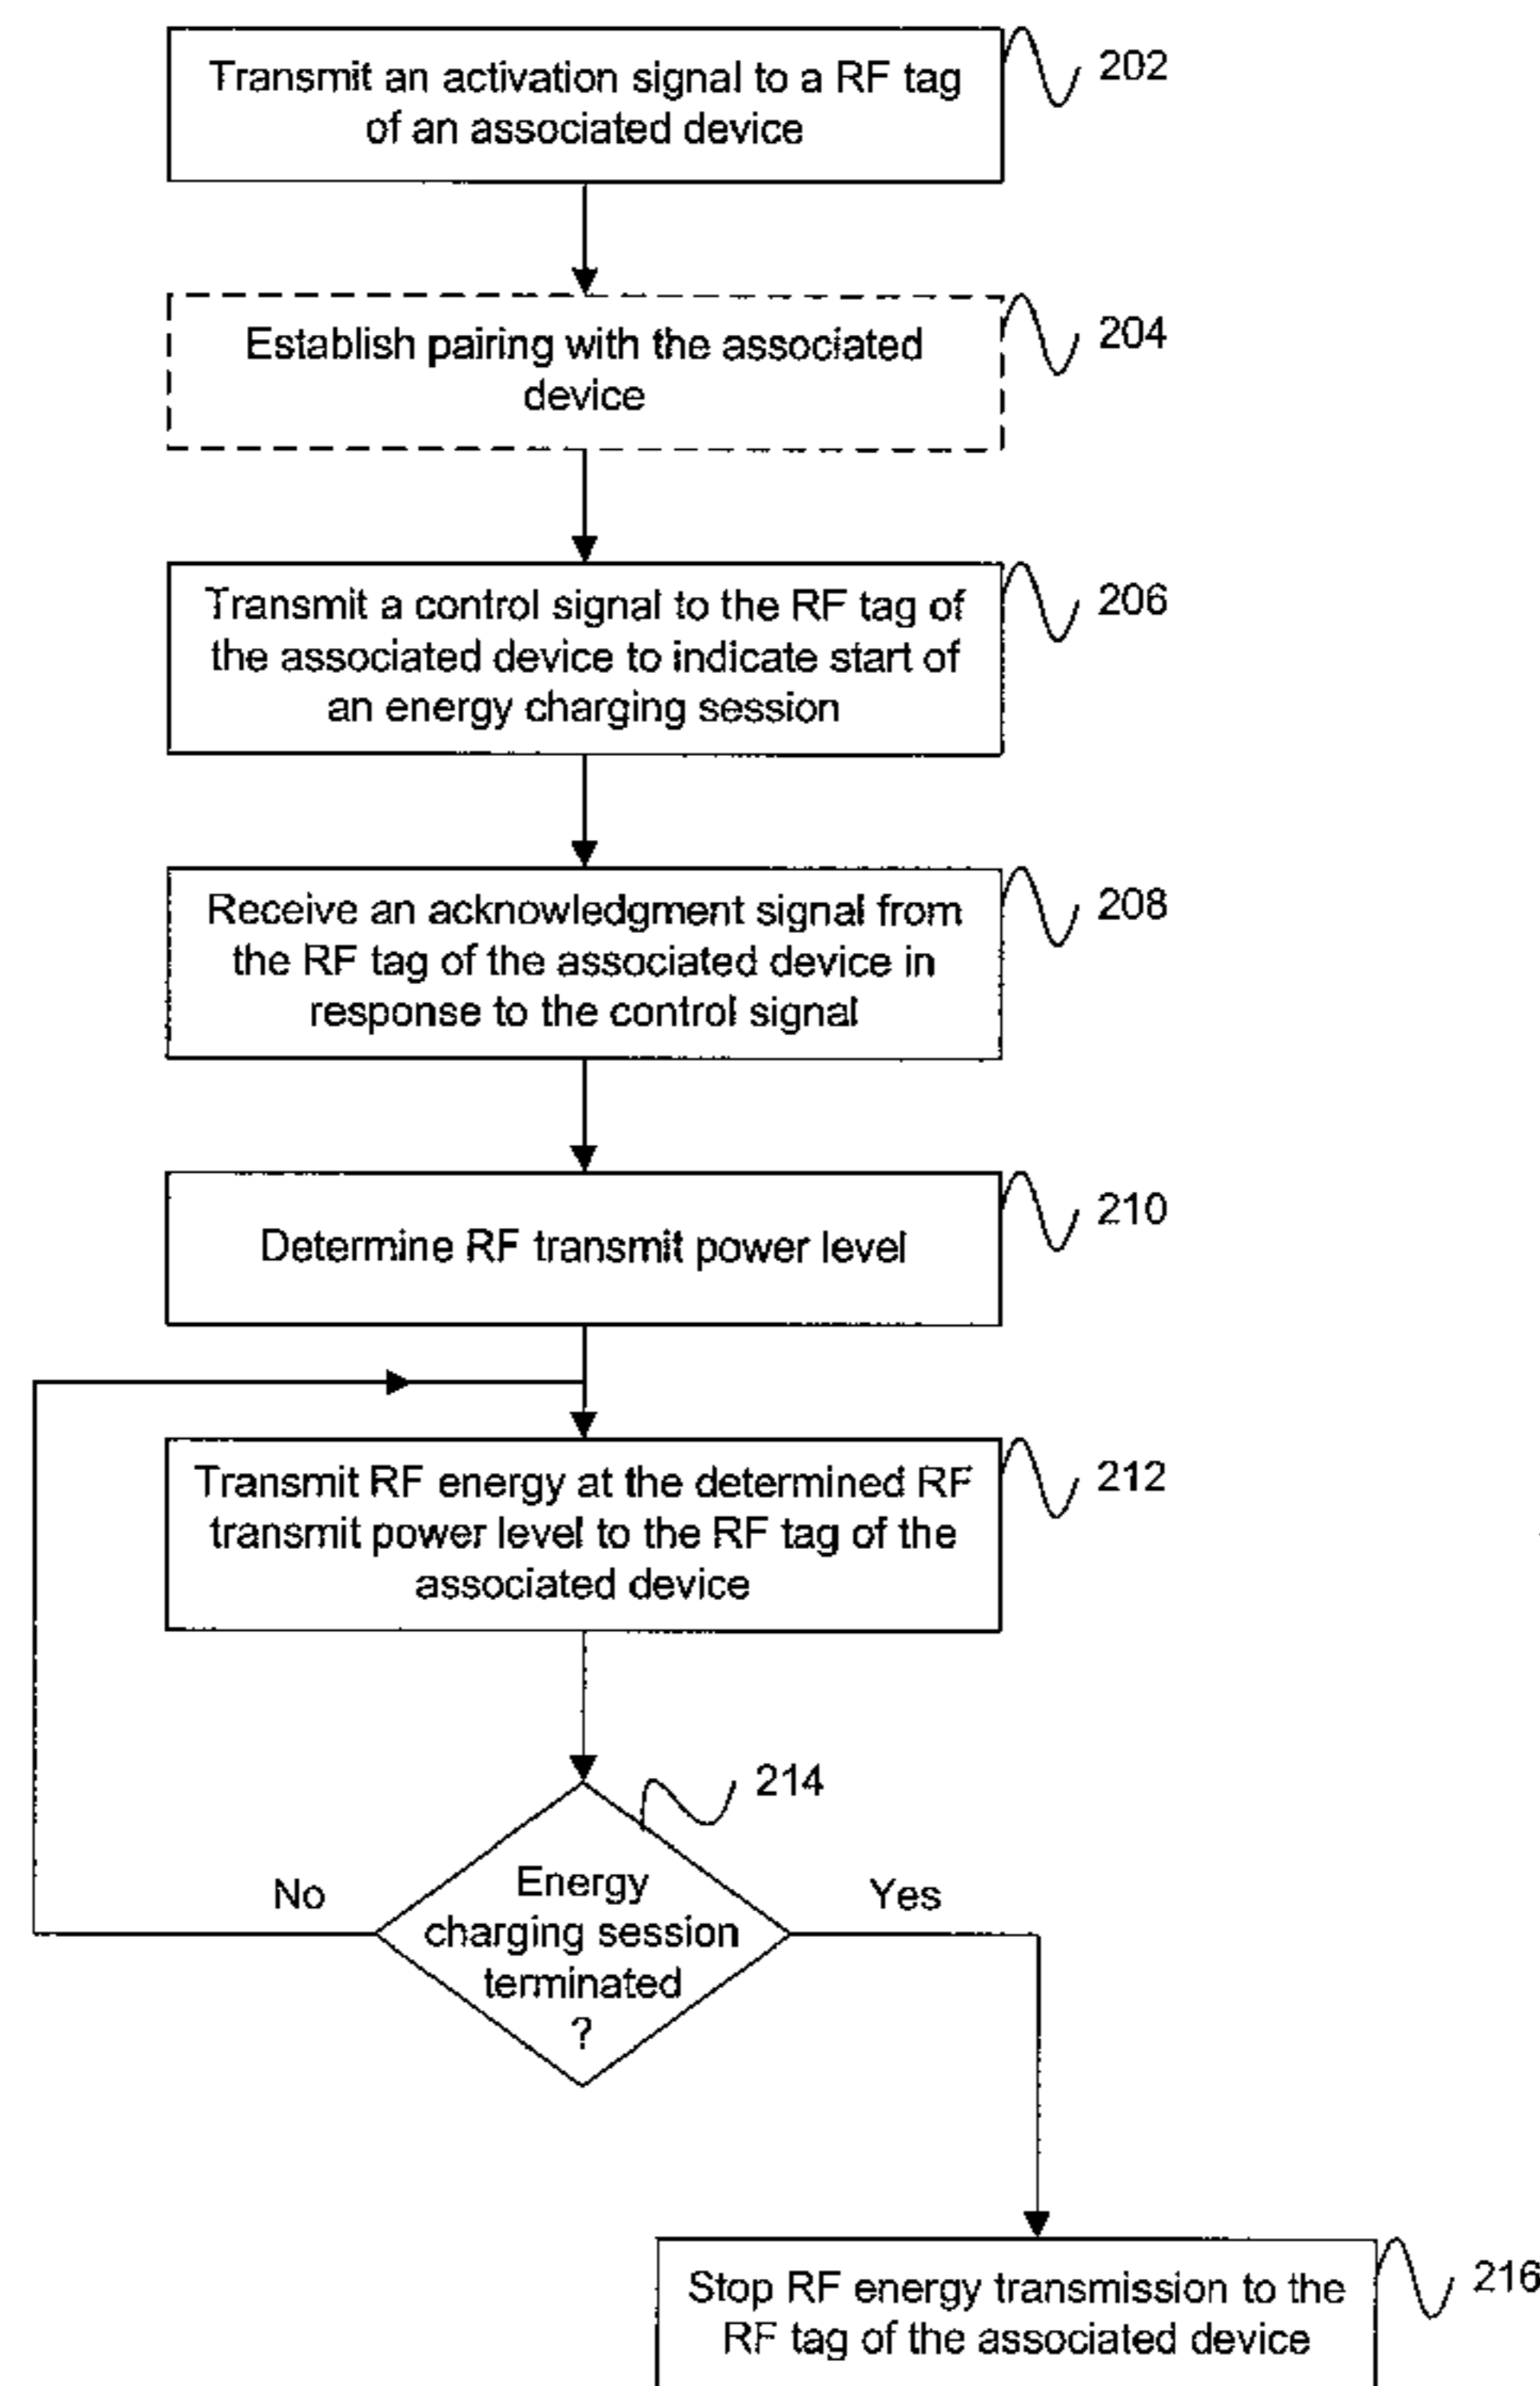 Transmit an activation signal to a RF tag
of an associated device
202
Establish pairing with the associated
device
204
Transmit a control signal to the RF tag of
the associated device to indicate start of
an energy charging session
206
Receive an acknowledgment signal from
the RF tag of the associated device in
response to the control signal
208
Determine RF transmit power level
210
Transmit RF energy at the determined RF
transmit power level to the RF tag of the
associated device
212
214
Energy
charging session
terminated
?
No
Yes
Stop RF energy transmission to the
RF tag of the associated device
216